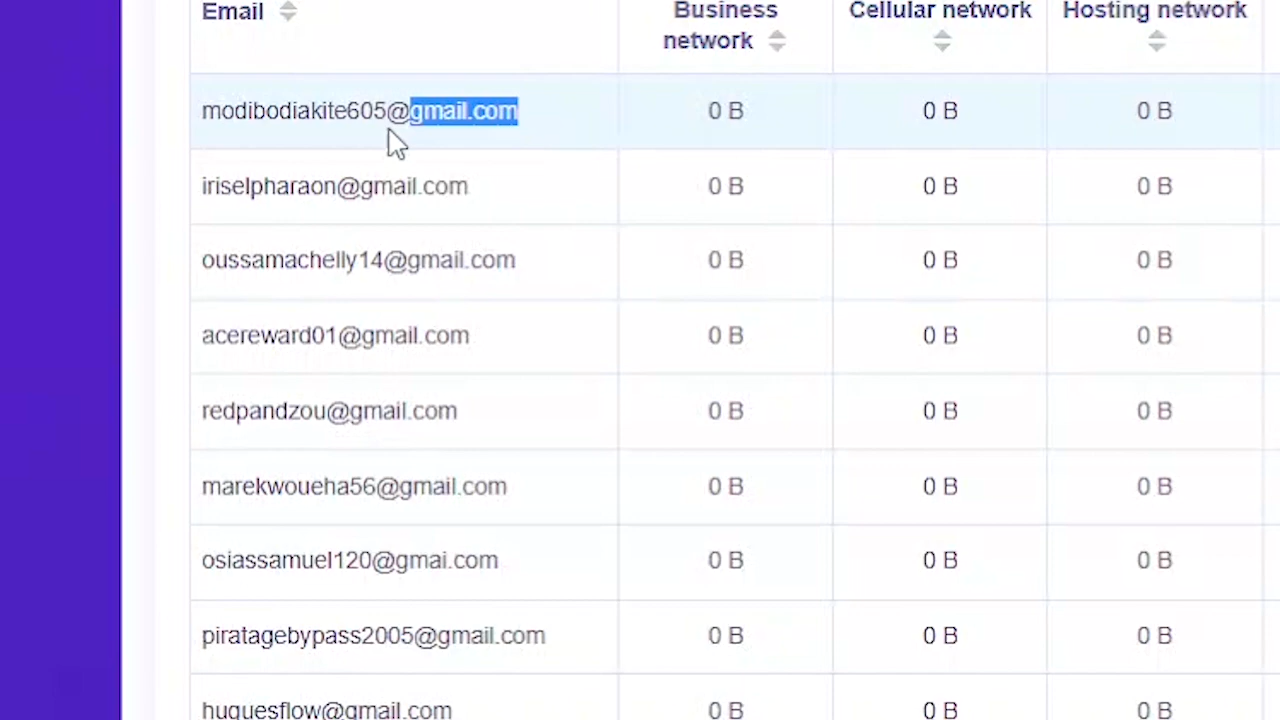 Email Business network Cellular network Hosting network
modibodiakite605@gmail.com 0 B 0 B 0 B
iriselpharaon@gmail.com 0 B 0 B 0 B
oussamachelly14@gmail.com 0 B 0 B 0 B
acereward01@gmail.com 0 B 0 B 0 B
redpandzou@gmail.com 0 B 0 B 0 B
marekwoueha56@gmail.com 0 B 0 B 0 B
osiassamuel120@gmai.com 0 B 0 B 0 B
piratagebypass2005@gmail.com 0 B 0 B 0 B
huguesflow@gmail.com 0 B 0 B 0 B